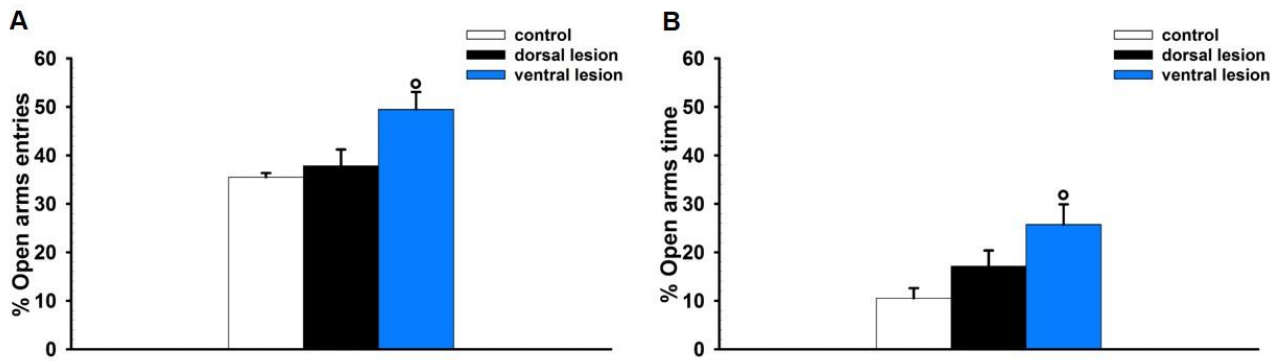 A
control
dorsal lesion
ventral lesion
% Open arms entries
60
50
40
30
20
10
0
B
control
dorsal lesion
ventral lesion
% Open arms time
60
50
40
30
20
10
0